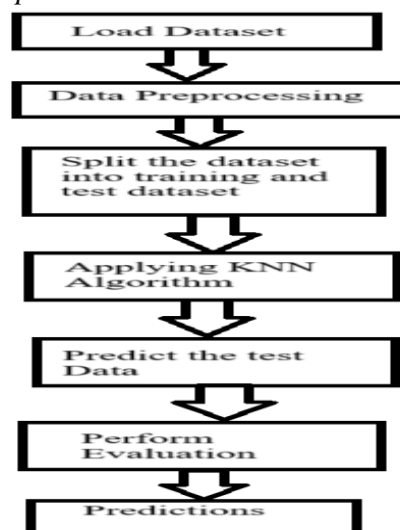 Load Dataset
Data Preprocessing
Split the dataset
into training and
test dataset
Applying KNN
Algorithm
Predict the test
Data
Perform
Evaluation
Predictions